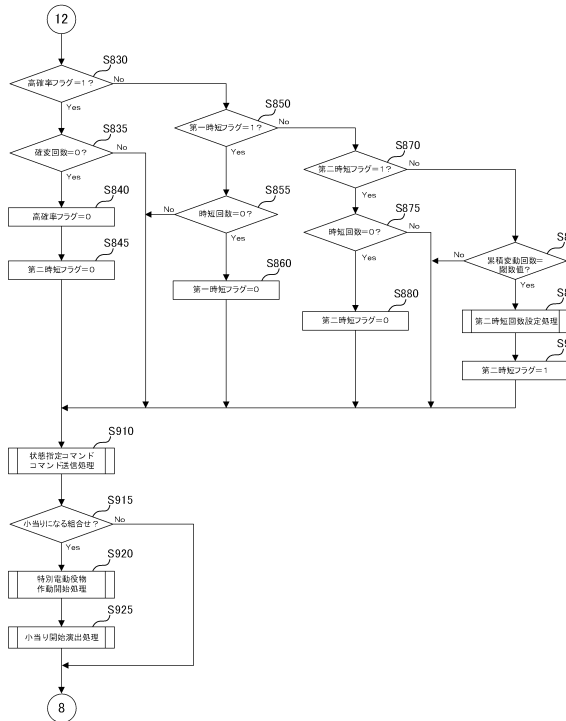 12
S830
高確率フラグ=1?
No
Yes
S835
確変回数=0?
No
Yes
S840
高確率フラグ=0
S845
第二時短フラグ=0
S850
第一時短フラグ=1?
No
Yes
S855
時短回数=0?
No
Yes
S860
第一時短フラグ=0
S870
第二時短フラグ=1?
No
Yes
S875
時短回数=0?
No
Yes
S880
第二時短フラグ=0
累積変動回数=
閾数値?
No
Yes
第二時短回数設定処理
第二時短フラグ=1
S910
状態指定コマンド
コマンド送信処理
S915
小当りになる組合せ?
No
Yes
S920
特別電動役物
作動開始処理
S925
小当り開始演出処理
8